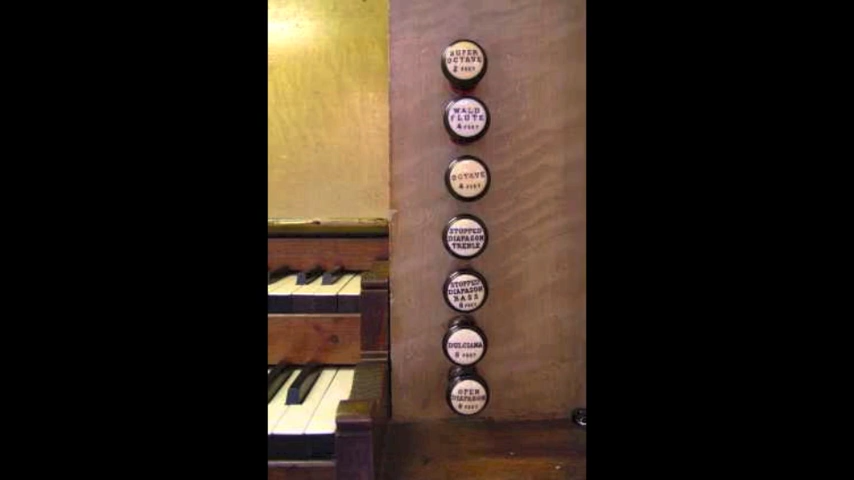 SUPER
OCTAVE
2 FEET
WALD
FLUTE
4 FEET
OCTAVE
4 FEET
STOPPED
DIAPASON
TREBLE
STOPPED
DIAPASON
BASS
8 FEET
DULCIANA
8 FEET
OPEN
DIAPASON
8 FEET